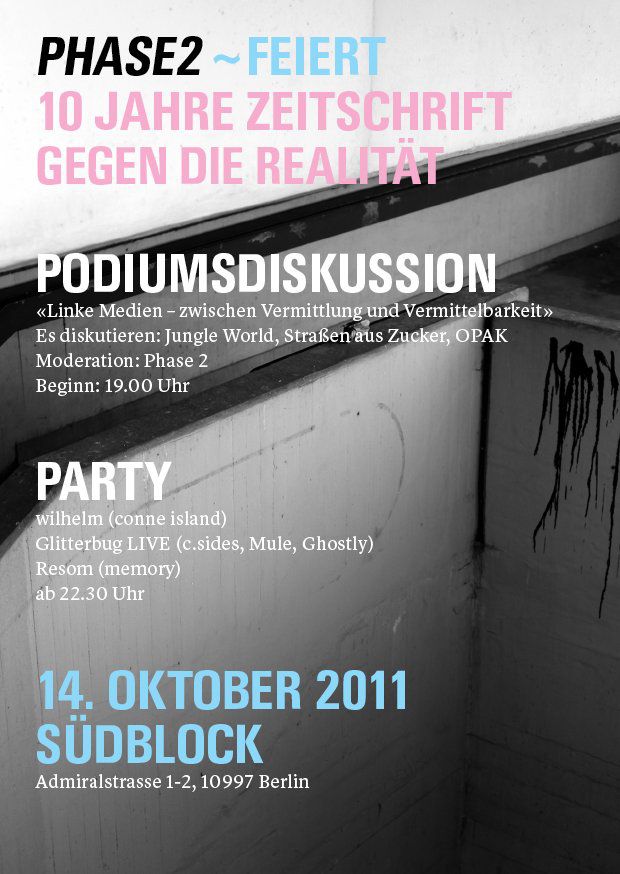 PHASE2 ~ FEIERT
10 JAHRE ZEITSCHRIFT
GEGEN DIE REALITÄT
PODIUMSDISKUSSION
«Linke Medien – zwischen Vermittlung und Vermittelbarkeit»
Es diskutieren: Jungle World, Straßen aus Zucker, OPAK
Moderation: Phase 2
Beginn: 19.00 Uhr
PARTY
wilhelm (conne island)
Glitterbug LIVE (c.sides, Mule, Ghostly)
Resom (memory)
ab 22.30 Uhr
14. OKTOBER 2011
SÜDBLOCK
Admiralstrasse 1-2, 10997 Berlin